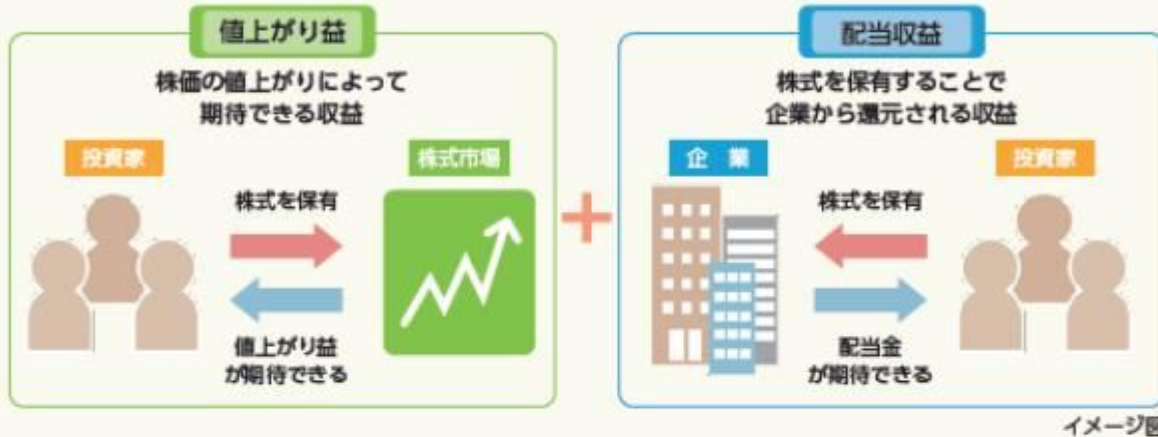 値上がり益
株価の値上がりによって
期待できる収益
投資家
株式市場
株式を保有
値上がり益
が期待できる
+
配当収益
株式を保有することで
企業から還元される収益
企業
投資家
株式を保有
配当金
が期待できる
イメージ図